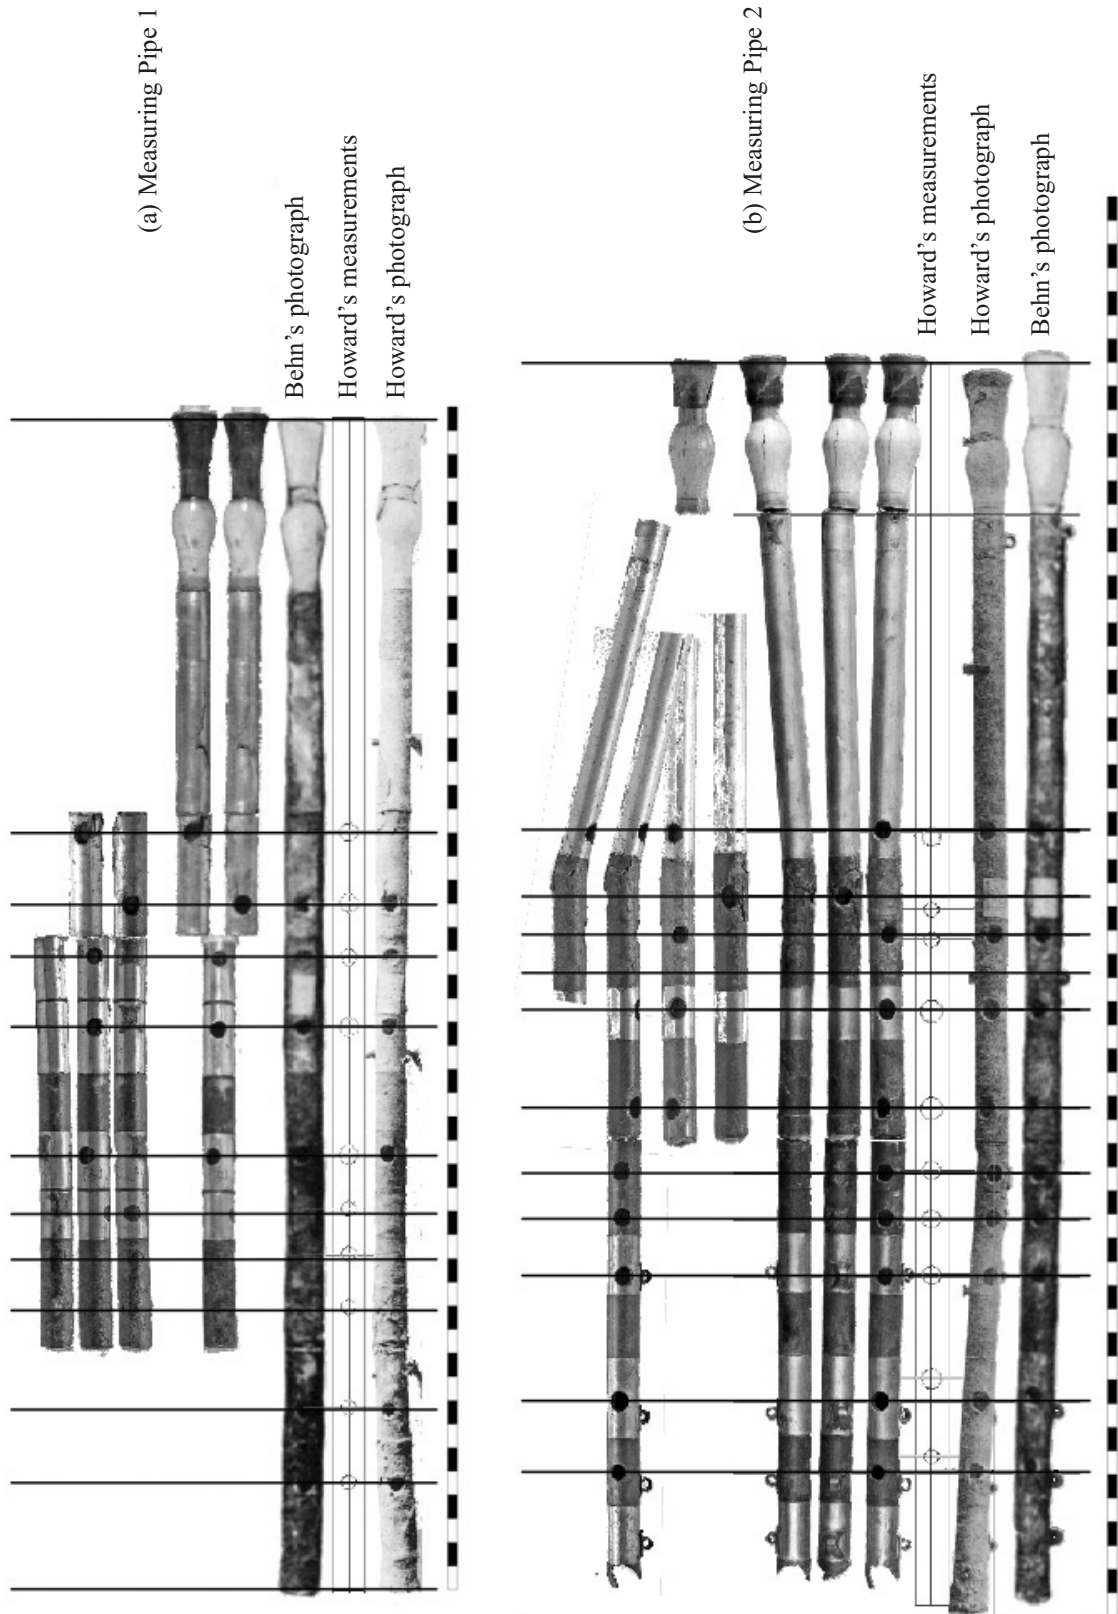 (a) Measuring Pipe 1
Behn’s photograph
Howard’s measurements
Howard’s photograph
(b) Measuring Pipe 2
Howard’s measurements
Howard’s photograph
Behn’s photograph